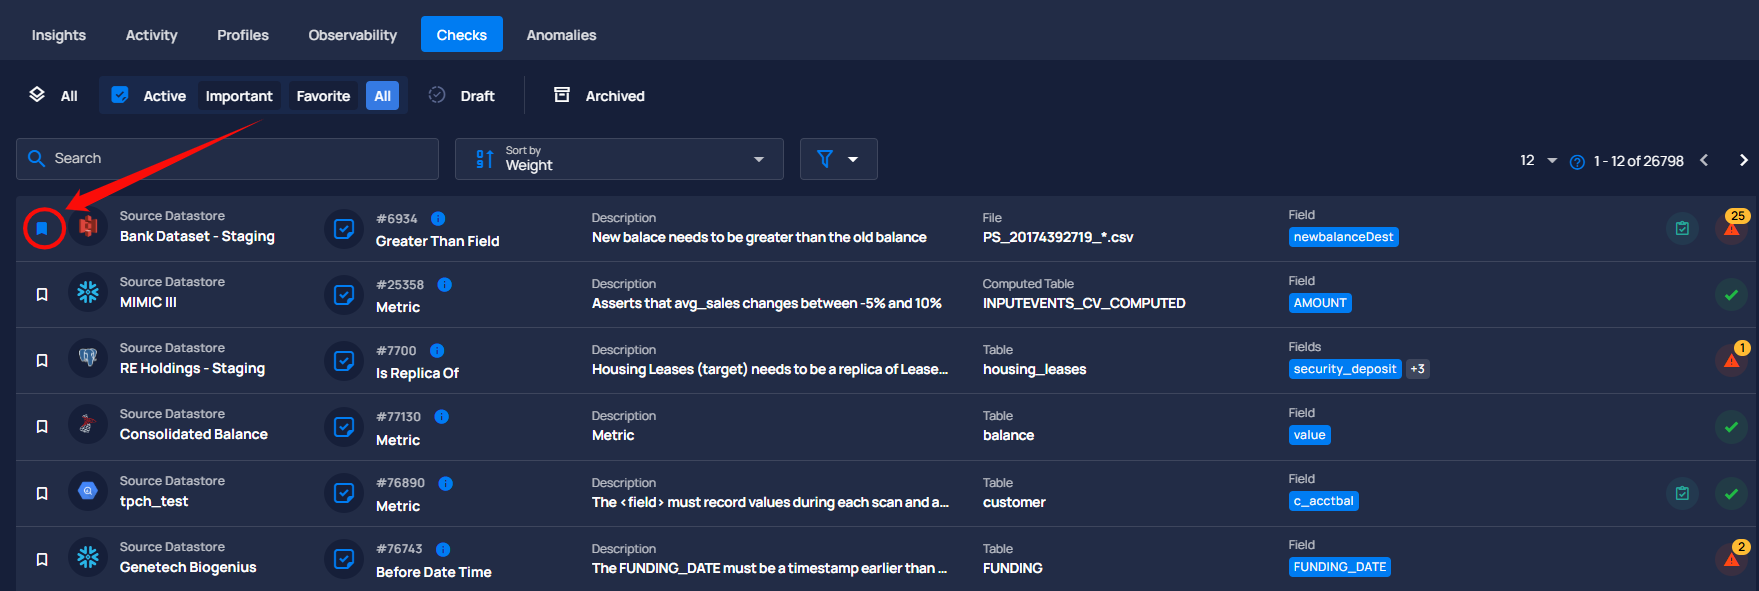 Insights Activity Profiles Observability Checks Anomalies
All Active Important Favorite All Draft Archived
Search
Sort by
Weight
12 1 - 12 of 26798
Source Datastore
Bank Dataset - Staging
#6934
Greater Than Field
Description
New balace needs to be greater than the old balance
File
PS_20174392719_*.csv
Field
newbalanceDest
25
Source Datastore
MIMIC III
#25358
Metric
Description
Asserts that avg_sales changes between -5% and 10%
Computed Table
INPUTEVENTS_CV_COMPUTED
Field
AMOUNT
Source Datastore
RE Holdings - Staging
#7700
Is Replica Of
Description
Housing Leases (target) needs to be a replica of Lease...
Table
housing_leases
Fields
security_deposit +3
1
Source Datastore
Consolidated Balance
#77130
Metric
Description
Metric
Table
balance
Field
value
Source Datastore
tpch_test
#76890
Metric
Description
The <field> must record values during each scan and a...
Table
customer
Field
c_acctbal
Source Datastore
Genetech Biogenius
#76743
Before Date Time
Description
The FUNDING_DATE must be a timestamp earlier than ...
Table
FUNDING
Field
FUNDING_DATE
2